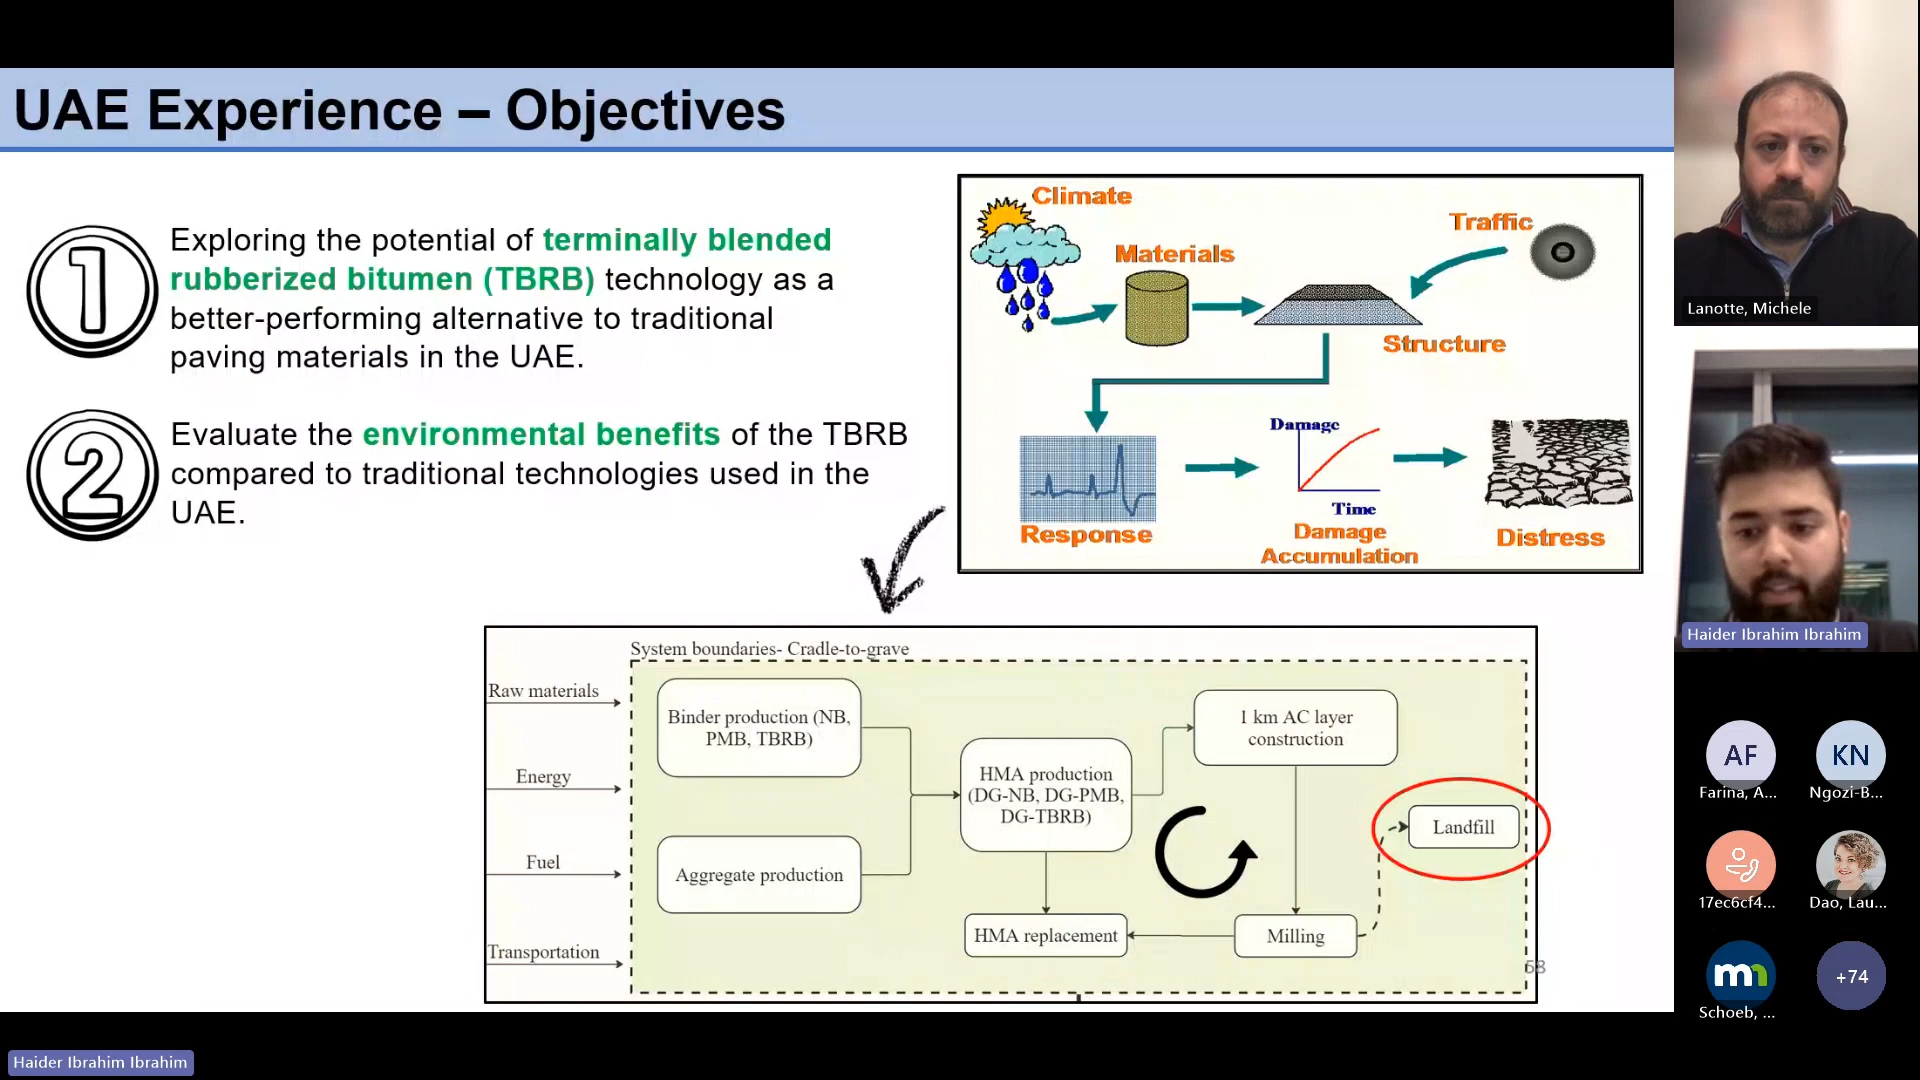 UAE Experience – Objectives
1
Exploring the potential of terminally blended
rubberized bitumen (TBRB) technology as a
better-performing alternative to traditional
paving materials in the UAE.
2
Evaluate the environmental benefits of the TBRB
compared to traditional technologies used in the
UAE.
Climate
Traffic
Materials
Structure
Damage
Time
Response
Damage
Accumulation
Distress
System boundaries- Cradle-to-grave
Raw materials
Energy
Fuel
Transportation
Binder production (NB,
PMB, TBRB)
Aggregate production
HMA production
(DG-NB, DG-PMB,
DG-TBRB)
HMA replacement
1 km AC layer
construction
Milling
Landfill
58
Lanotte, Michele
Haider Ibrahim Ibrahim
AF
Farina, A...
KN
Ngozi-B...
17ec6cf4...
Dao, Lau...
mn
Schoeb, ...
+74
Haider Ibrahim Ibrahim